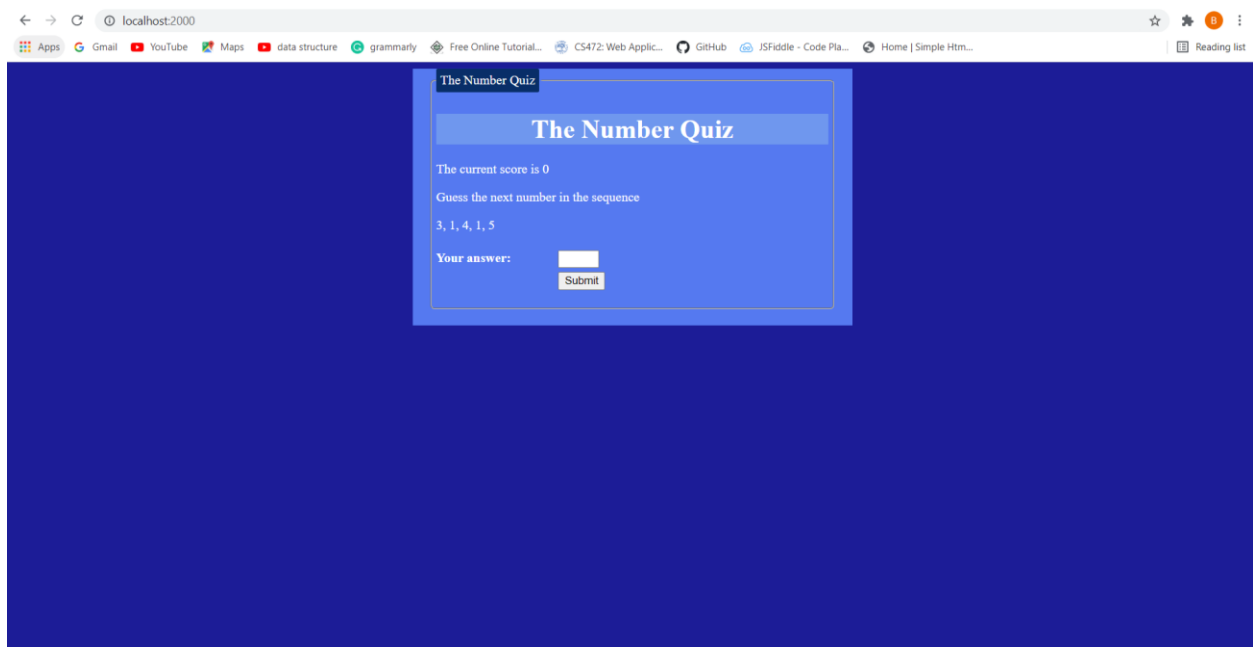 localhost:2000
B
Apps Gmail YouTube Maps data structure grammarly Free Online Tutorial... CS472: Web Applic... GitHub JSFiddle - Code Pla... Home | Simple Htm... Reading list
The Number Quiz
The Number Quiz
The current score is 0
Guess the next number in the sequence
3, 1, 4, 1, 5
Your answer:
Submit